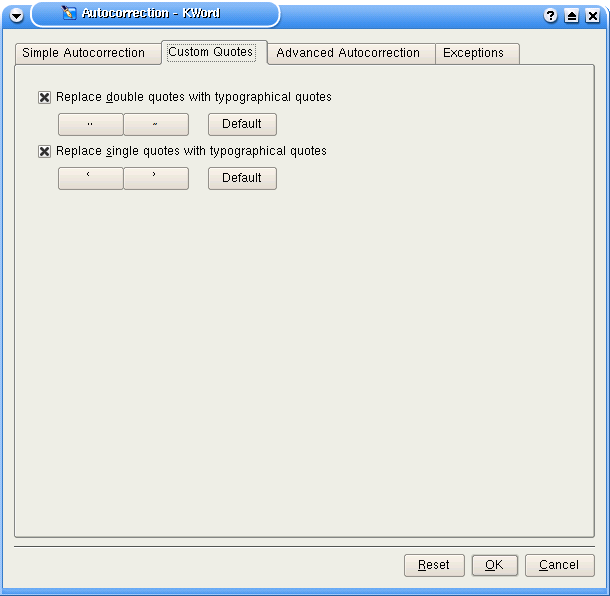 Autocorrection - KWord
Simple Autocorrection Custom Quotes Advanced Autocorrection Exceptions
Replace double quotes with typographical quotes
Default
Replace single quotes with typographical quotes
‘ ’ Default
Reset OK Cancel